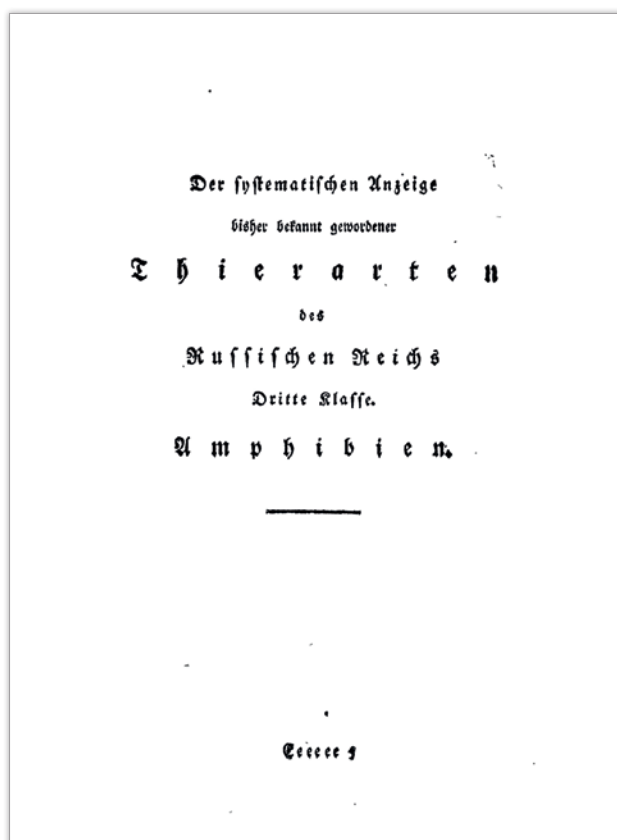 Der ſyſtematiſchen Anzeige
bisher bekannt gewordener
Thierarten
des
Ruſſiſchen Reichs
Dritte Klaſſe.
Amphibien.